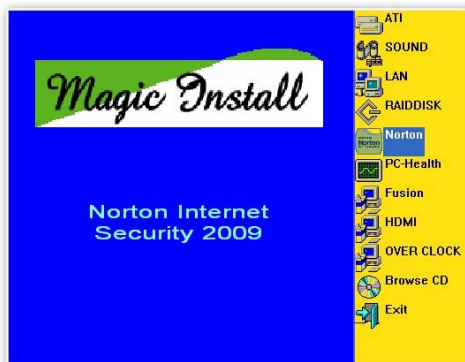 Magic Install
Norton Internet
Security 2009
ATI
SOUND
LAN
RAIDDISK
Norton
Norton
PC-Health
Fusion
HDMI
OVER CLOCK
Browse CD
Exit